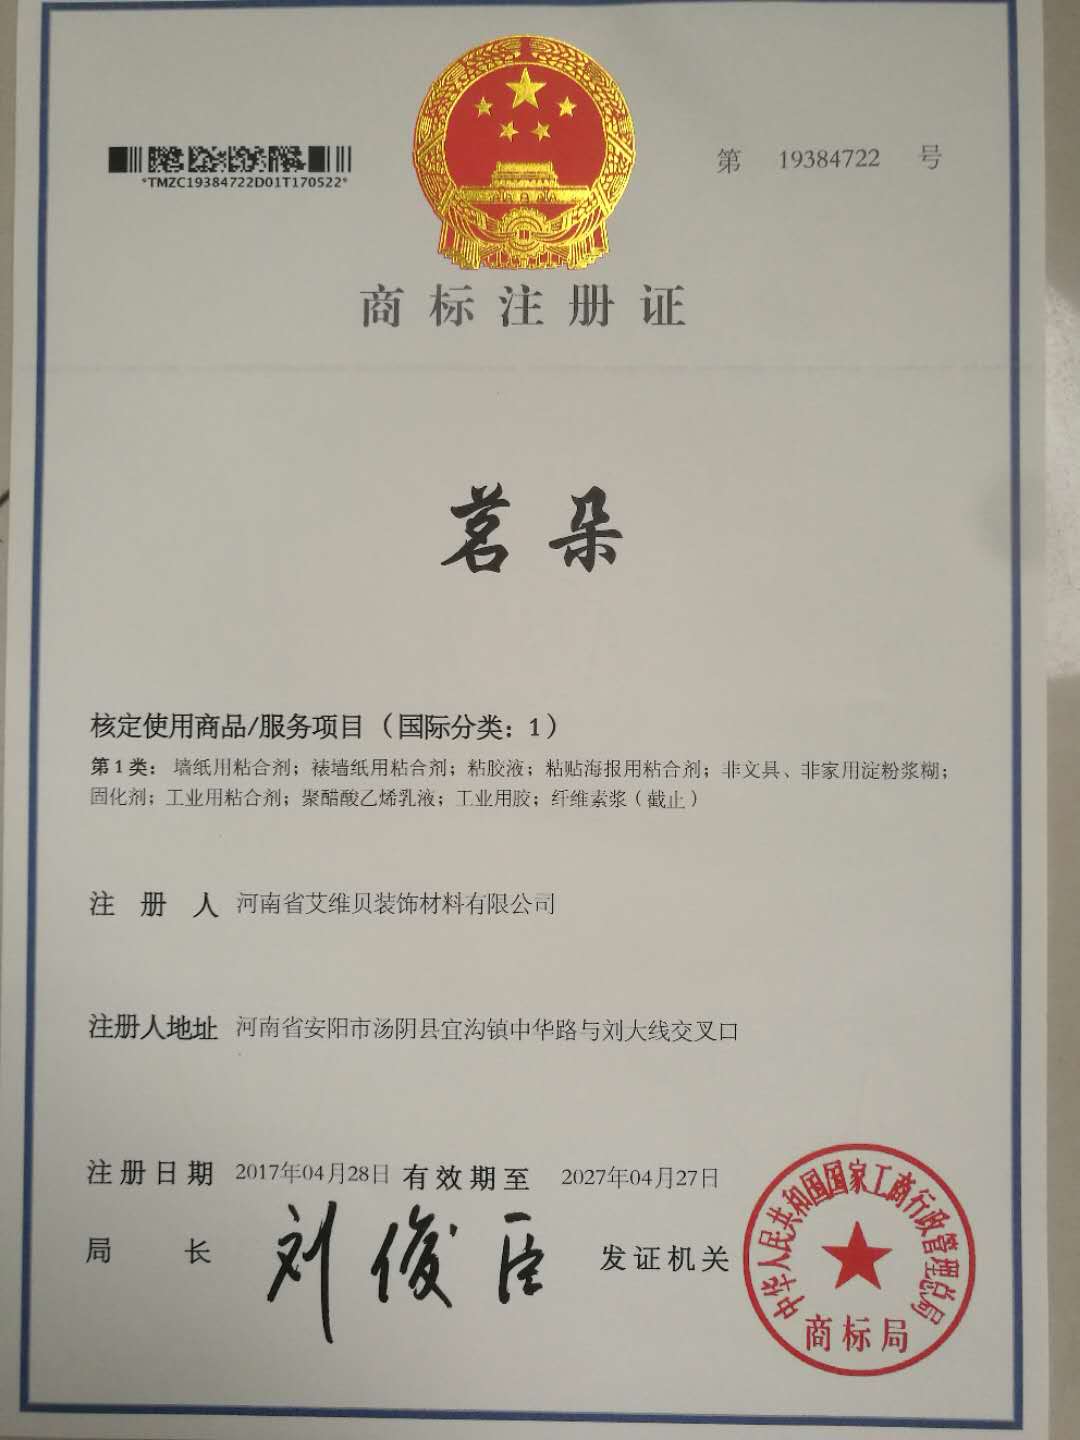 *TMZC19384722D01T170522*
第 19384722 号
商标注册证
茗朵
核定使用商品/服务项目（国际分类：1）
第1类：墙纸用粘合剂；裱墙纸用粘合剂；粘胶液；粘贴海报用粘合剂；非文具、非家用淀粉浆糊；
固化剂；工业用粘合剂；聚醋酸乙烯乳液；工业用胶；纤维素浆（截止）
注册人 河南省艾维贝装饰材料有限公司
注册人地址 河南省安阳市汤阴县宜沟镇中华路与刘大线交叉口
注册日期 2017年04月28日 有效期至 2027年04月27日
局长 刘俊臣 发证机关
中华人民共和国国家工商行政管理总局
商标局